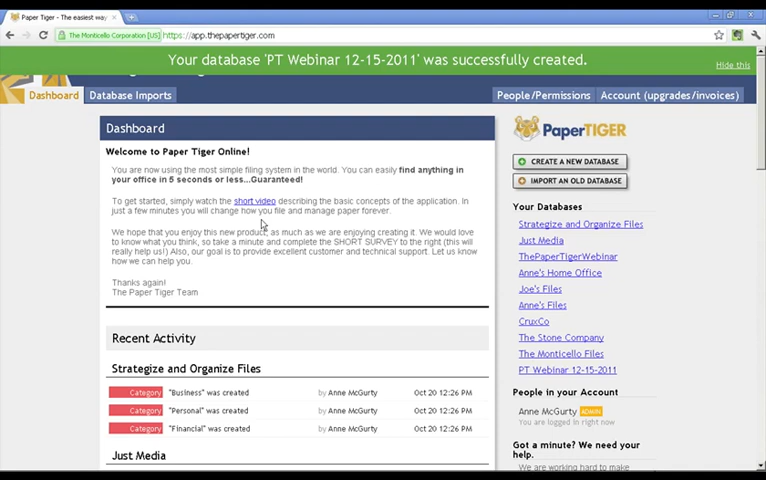 Paper Tiger - The easiest way
The Monticello Corporation [US]
https://app.thepapertiger.com
Your database 'PT Webinar 12-15-2011' was successfully created.
Hide this
Dashboard
Database Imports
People/Permissions
Account (upgrades/invoices)
Dashboard
Welcome to Paper Tiger Online!
You are now using the most simple filing system in the world. You can easily find anything in
your office in 5 seconds or less...Guaranteed!
To get started, simply watch the short video describing the basic concepts of the application. In
just a few minutes you will change how you file and manage paper forever.
We hope that you enjoy this new product, as much as we are enjoying creating it. We would love
to know what you think, so take a minute and complete the SHORT SURVEY to the right (this will
really help us!) Also, our goal is to provide excellent customer and technical support. Let us know
how we can help you.
Thanks again!
The Paper Tiger Team
Recent Activity
Strategize and Organize Files
Category "Business" was created by Anne McGurty Oct 20 12:26 PM
Category "Personal" was created by Anne McGurty Oct 20 12:26 PM
Category "Financial" was created by Anne McGurty Oct 20 12:26 PM
Just Media
PaperTIGER
CREATE A NEW DATABASE
IMPORT AN OLD DATABASE
Your Databases
Strategize and Organize Files
Just Media
ThePaperTigerWebinar
Anne's Home Office
Joe's Files
Anne's Files
CruxCo
The Stone Company
The Monticello Files
PT Webinar 12-15-2011
People in your Account
Anne McGurty ADMIN
You are logged in right now
Got a minute? We need your
help.
We are working hard to make